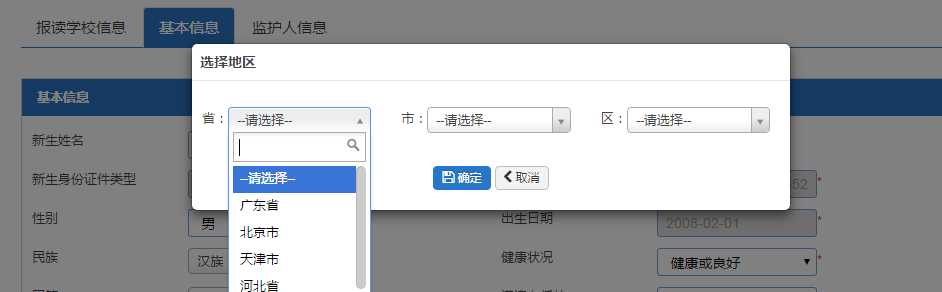 报读学校信息 基本信息 监护人信息
选择地区
基本信息
省： --请选择-- 市： --请选择-- 区： --请选择--
新生姓名
--请选择--
确定 取消
新生身份证件类型 52 *
广东省
性别 男 出生日期 2008-02-01 *
北京市
民族 汉族 天津市 健康状况 健康或良好 *
河北省